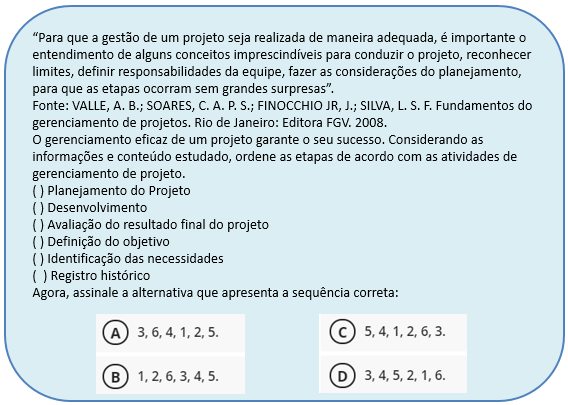 “Para que a gestão de um projeto seja realizada de maneira adequada, é importante o
entendimento de alguns conceitos imprescindíveis para conduzir o projeto, reconhecer
limites, definir responsabilidades da equipe, fazer as considerações do planejamento,
para que as etapas ocorram sem grandes surpresas”.
Fonte: VALLE, A. B.; SOARES, C. A. P. S.; FINOCCHIO JR, J.; SILVA, L. S. F. Fundamentos do
gerenciamento de projetos. Rio de Janeiro: Editora FGV. 2008.
O gerenciamento eficaz de um projeto garante o seu sucesso. Considerando as
informações e conteúdo estudado, ordene as etapas de acordo com as atividades de
gerenciamento de projeto.
( ) Planejamento do Projeto
( ) Desenvolvimento
( ) Avaliação do resultado final do projeto
( ) Definição do objetivo
( ) Identificação das necessidades
( ) Registro histórico
Agora, assinale a alternativa que apresenta a sequência correta:
A 3, 6, 4, 1, 2, 5.
B 1, 2, 6, 3, 4, 5.
C 5, 4, 1, 2, 6, 3.
D 3, 4, 5, 2, 1, 6.